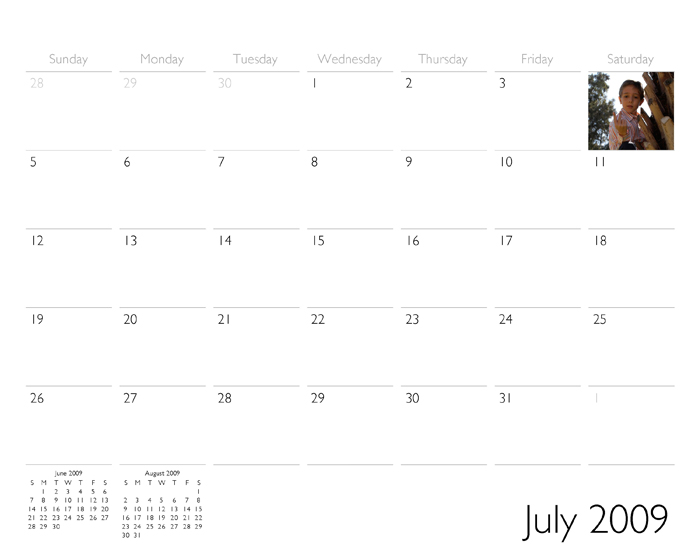 Sunday Monday Tuesday Wednesday Thursday Friday Saturday
28 29 30 1 2 3
5 6 7 8 9 10 11
12 13 14 15 16 17 18
19 20 21 22 23 24 25
26 27 28 29 30 31 1
June 2009
S M T W T F S
1 2 3 4 5 6
7 8 9 10 11 12 13
14 15 16 17 18 19 20
21 22 23 24 25 26 27
28 29 30
August 2009
S M T W T F S
1
2 3 4 5 6 7 8
9 10 11 12 13 14 15
16 17 18 19 20 21 22
23 24 25 26 27 28 29
30 31
July 2009